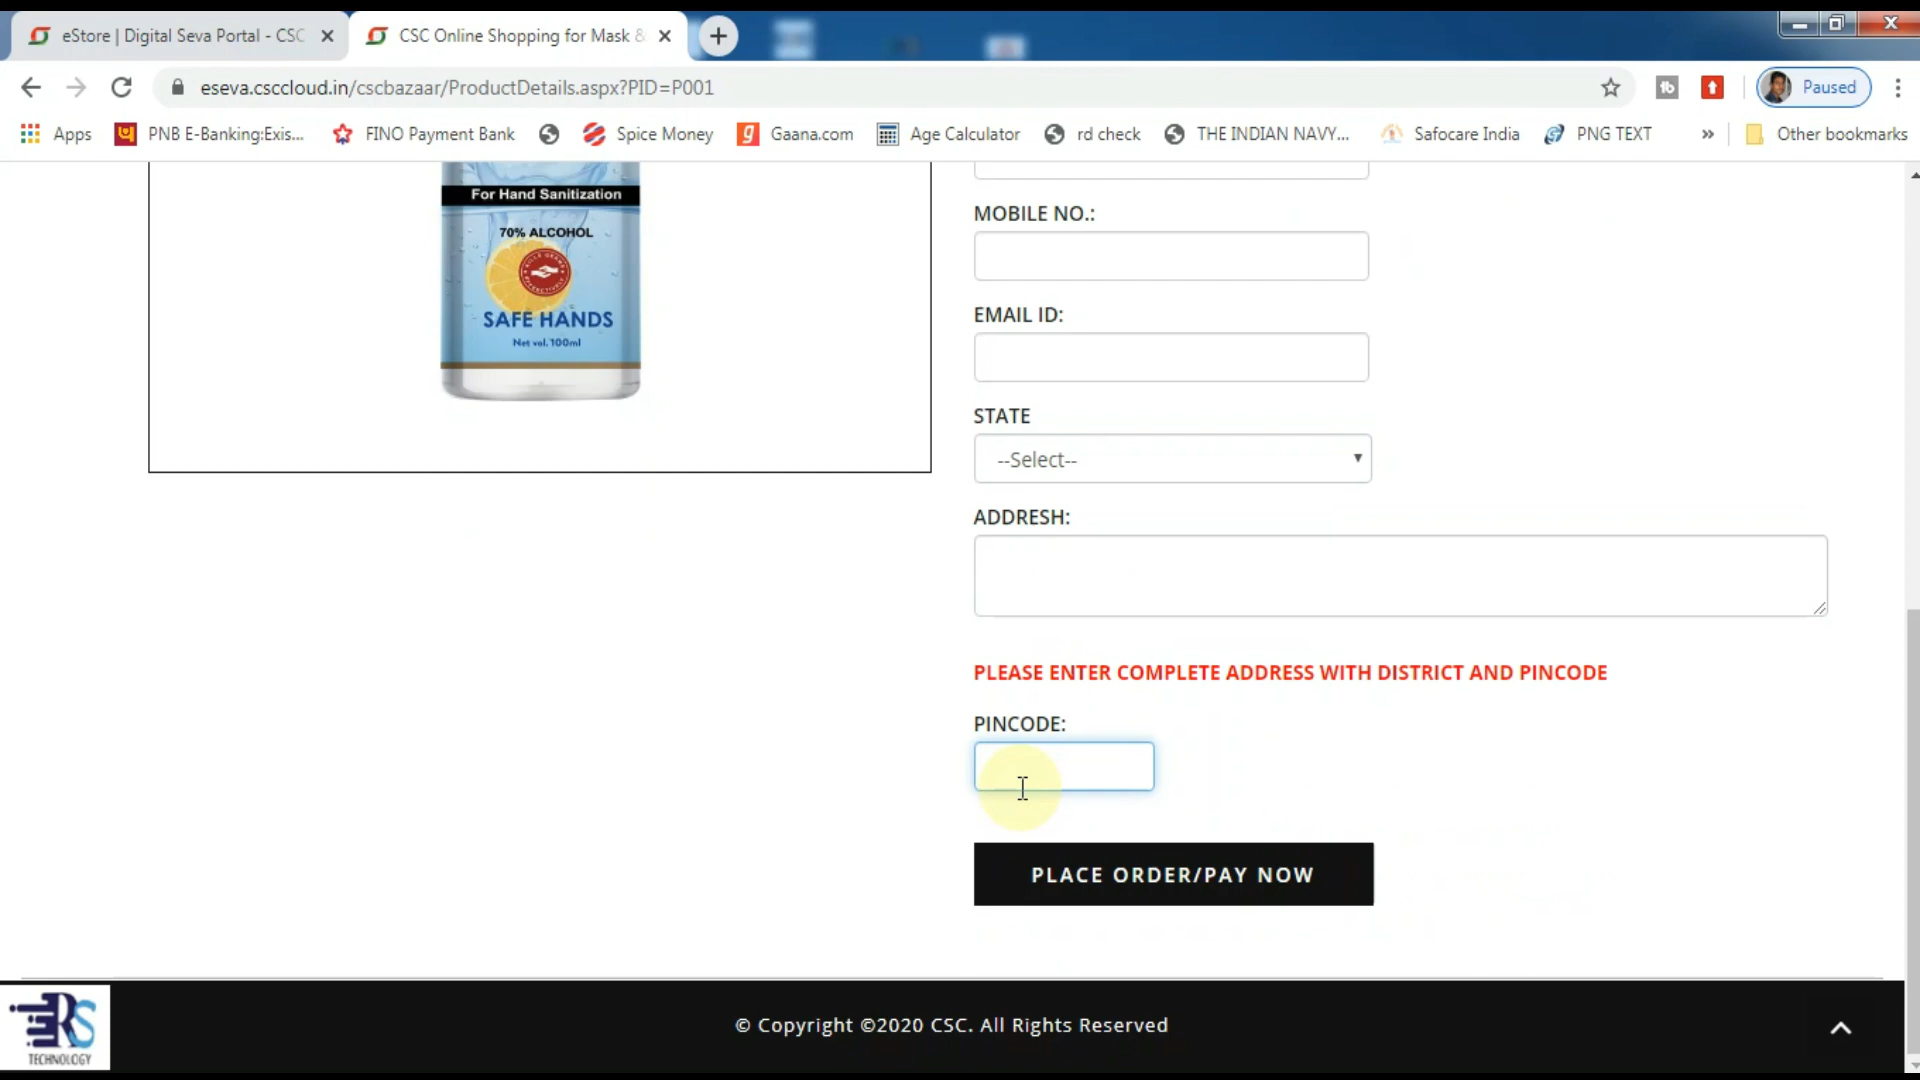 eStore | Digital Seva Portal - CSC
CSC Online Shopping for Mask &
eseva.csccloud.in/cscbazaar/ProductDetails.aspx?PID=P001
Paused
Apps
PNB E-Banking:Exis...
FINO Payment Bank
Spice Money
Gaana.com
Age Calculator
rd check
THE INDIAN NAVY...
Safocare India
PNG TEXT
»
Other bookmarks
For Hand Sanitization
70% ALCOHOL
SAFE HANDS
Net vol. 100ml
MOBILE NO.:
EMAIL ID:
STATE
--Select--
ADDRESH:
PLEASE ENTER COMPLETE ADDRESS WITH DISTRICT AND PINCODE
PINCODE:
PLACE ORDER/PAY NOW
RS
TECHNOLOGY
© Copyright ©2020 CSC. All Rights Reserved